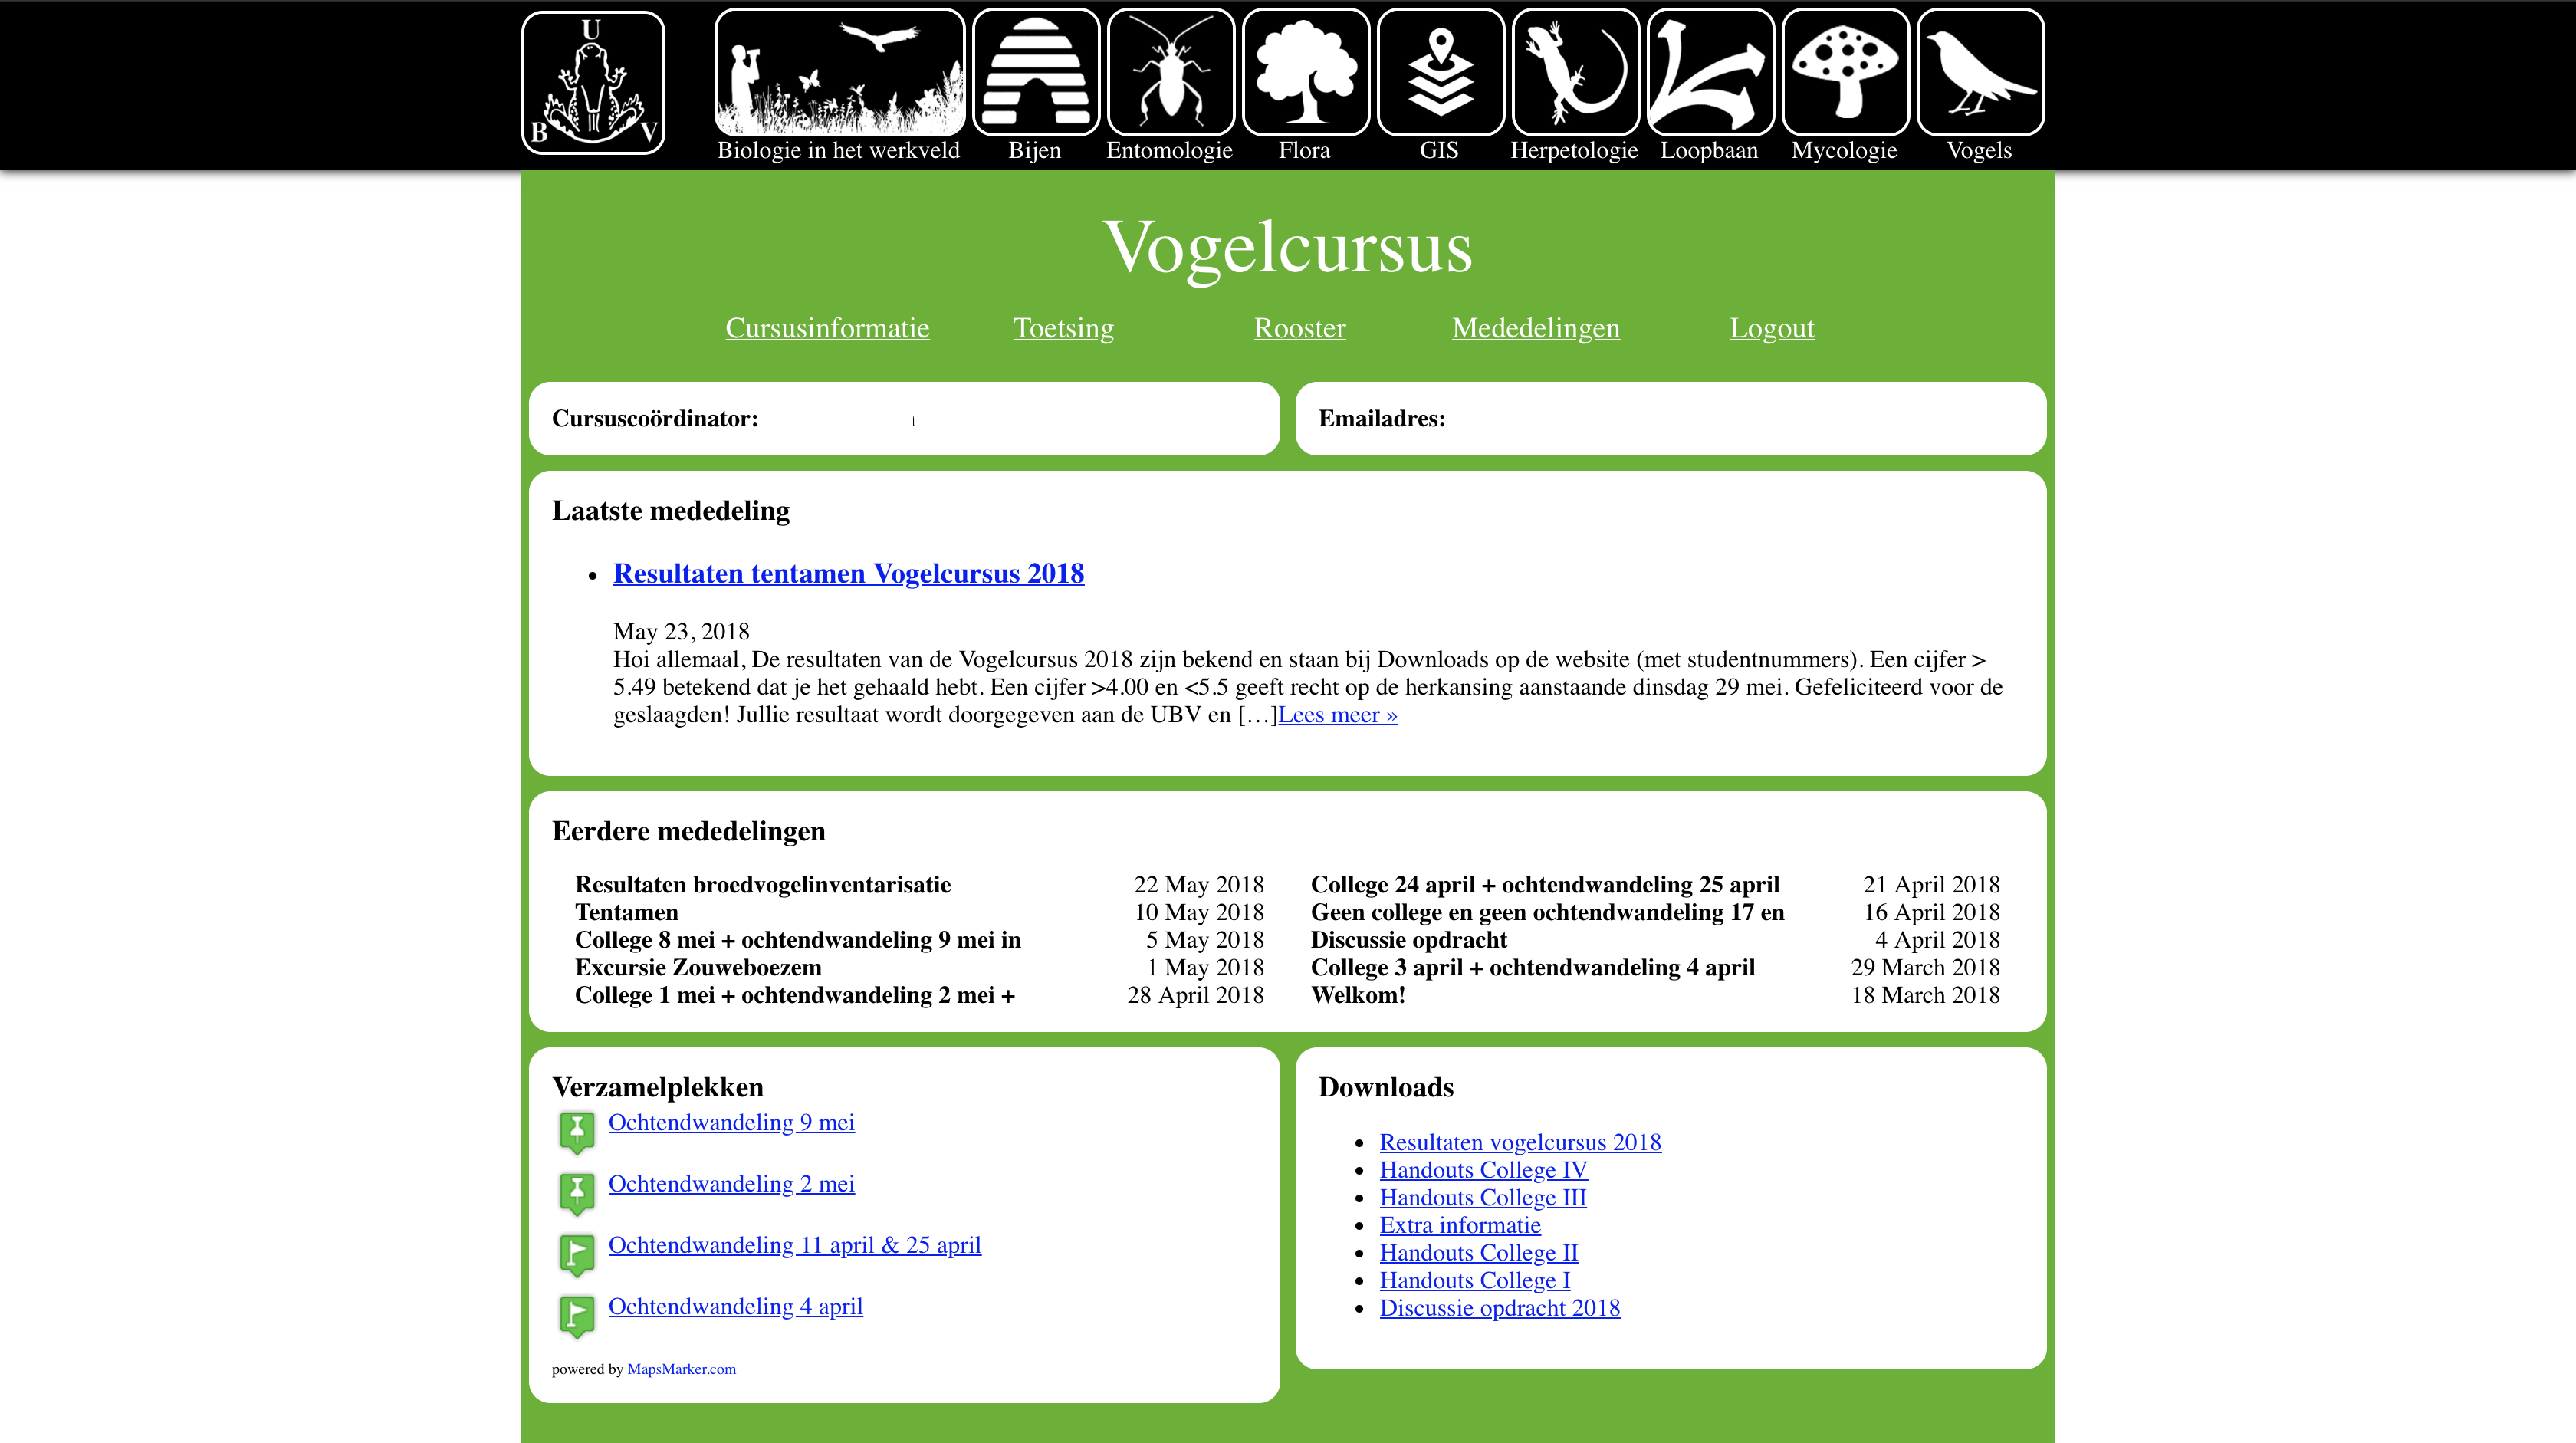 U
B V
Biologie in het werkveld Bijen Entomologie Flora GIS Herpetologie Loopbaan Mycologie Vogels
Vogelcursus
Cursusinformatie Toetsing Rooster Mededelingen Logout
Cursuscoördinator:
Emailadres:
Laatste mededeling
Resultaten tentamen Vogelcursus 2018
May 23, 2018
Hoi allemaal, De resultaten van de Vogelcursus 2018 zijn bekend en staan bij Downloads op de website (met studentnummers). Een cijfer >
5.49 betekend dat je het gehaald hebt. Een cijfer >4.00 en <5.5 geeft recht op de herkansing aanstaande dinsdag 29 mei. Gefeliciteerd voor de
geslaagden! Jullie resultaat wordt doorgegeven aan de UBV en […]Lees meer »
Eerdere mededelingen
Resultaten broedvogelinventarisatie 22 May 2018
Tentamen 10 May 2018
College 8 mei + ochtendwandeling 9 mei in 5 May 2018
Excursie Zouweboezem 1 May 2018
College 1 mei + ochtendwandeling 2 mei + 28 April 2018
College 24 april + ochtendwandeling 25 april 21 April 2018
Geen college en geen ochtendwandeling 17 en 16 April 2018
Discussie opdracht 4 April 2018
College 3 april + ochtendwandeling 4 april 29 March 2018
Welkom! 18 March 2018
Verzamelplekken
Ochtendwandeling 9 mei
Ochtendwandeling 2 mei
Ochtendwandeling 11 april & 25 april
Ochtendwandeling 4 april
powered by MapsMarker.com
Downloads
Resultaten vogelcursus 2018
Handouts College IV
Handouts College III
Extra informatie
Handouts College II
Handouts College I
Discussie opdracht 2018